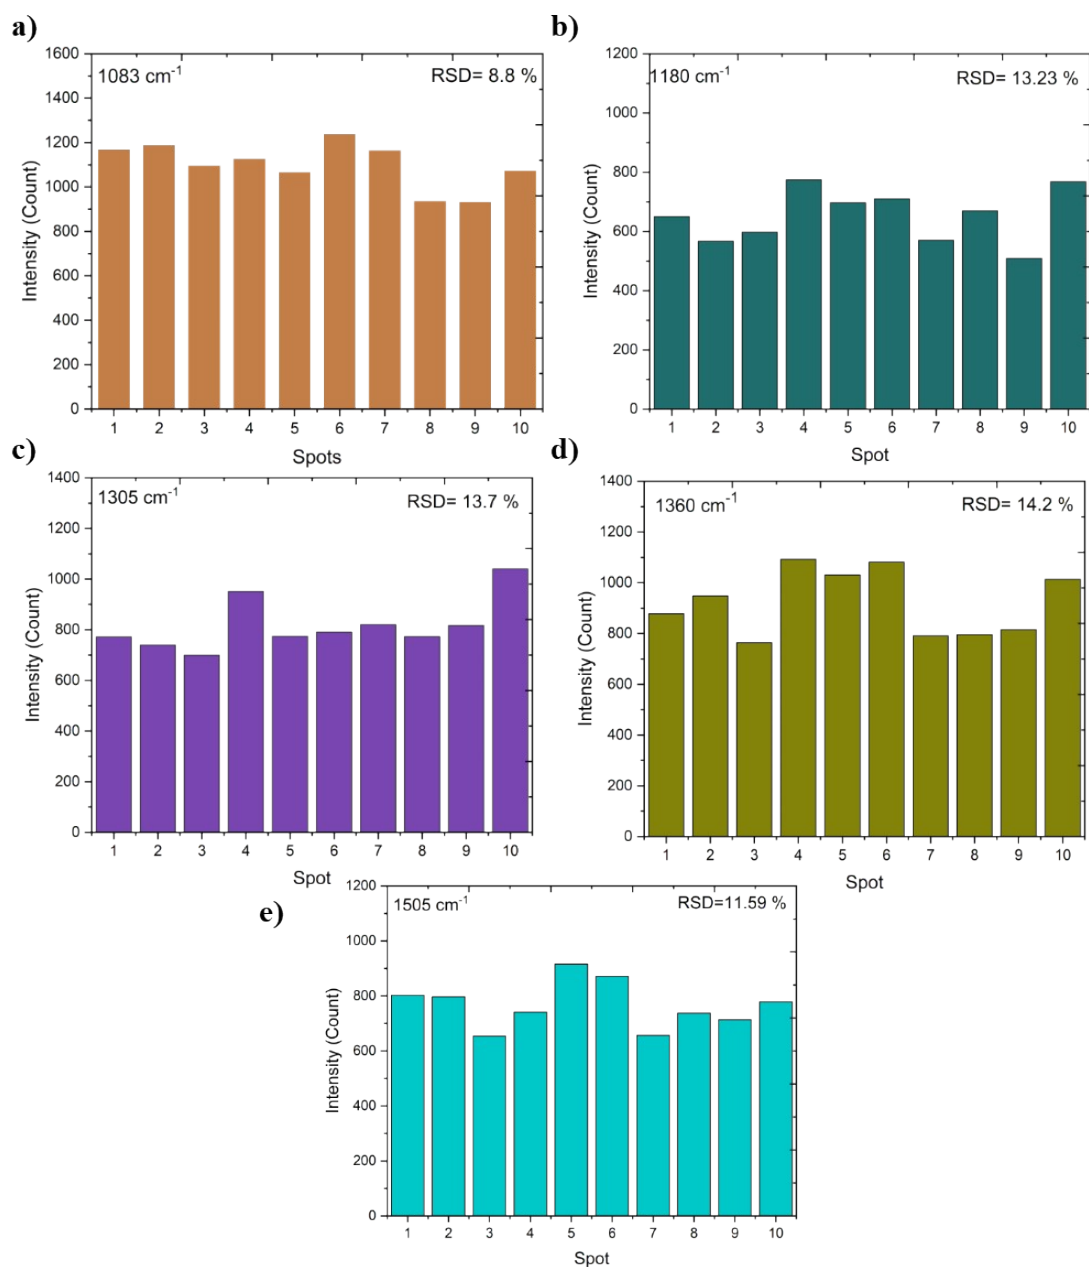 a)
1083 cm⁻¹
RSD= 8.8 %
Intensity (Count)
1600
1400
1200
1000
800
600
400
200
0
1 2 3 4 5 6 7 8 9 10
Spots
b)
1180 cm⁻¹
RSD= 13.23 %
Intensity (Count)
1200
1000
800
600
400
200
0
1 2 3 4 5 6 7 8 9 10
Spot
c)
1305 cm⁻¹
RSD= 13.7 %
Intensity (Count)
1400
1200
1000
800
600
400
200
0
1 2 3 4 5 6 7 8 9 10
Spot
d)
1360 cm⁻¹
RSD= 14.2 %
Intensity (Count)
1400
1200
1000
800
600
400
200
0
1 2 3 4 5 6 7 8 9 10
Spot
e)
1505 cm⁻¹
RSD=11.59 %
Intensity (Count)
1200
1000
800
600
400
200
0
1 2 3 4 5 6 7 8 9 10
Spot